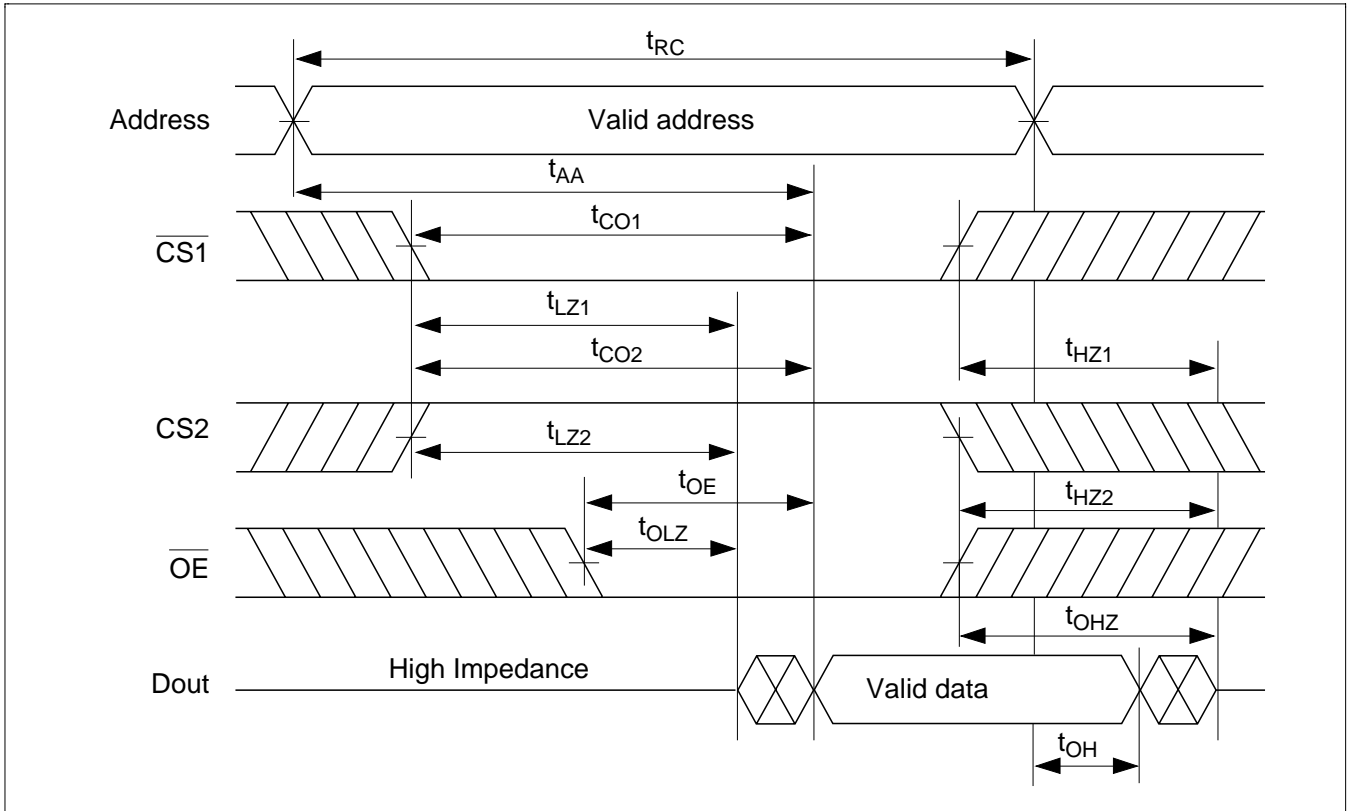 tRC
Address
Valid address
tAA
CS1
tCO1
tLZ1
tCO2
tHZ1
CS2
tLZ2
tOE
tHZ2
OE
tOLZ
tOHZ
Dout
High Impedance
Valid data
tOH